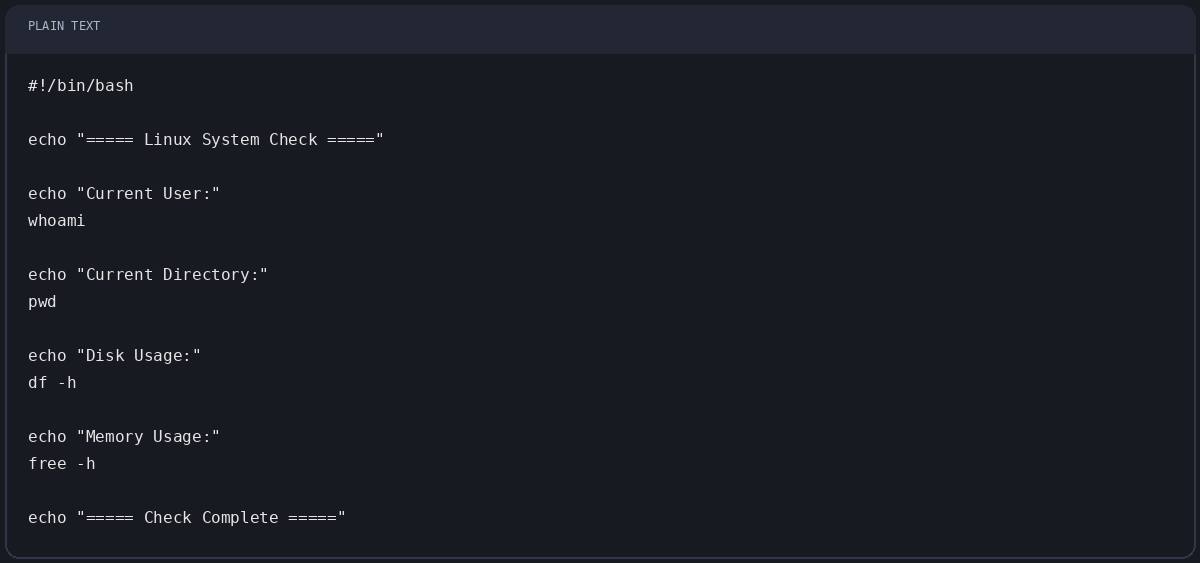 PLAIN TEXT
#!/bin/bash
echo "===== Linux System Check ====="
echo "Current User:"
whoami
echo "Current Directory:"
pwd
echo "Disk Usage:"
df -h
echo "Memory Usage:"
free -h
echo "===== Check Complete ====="